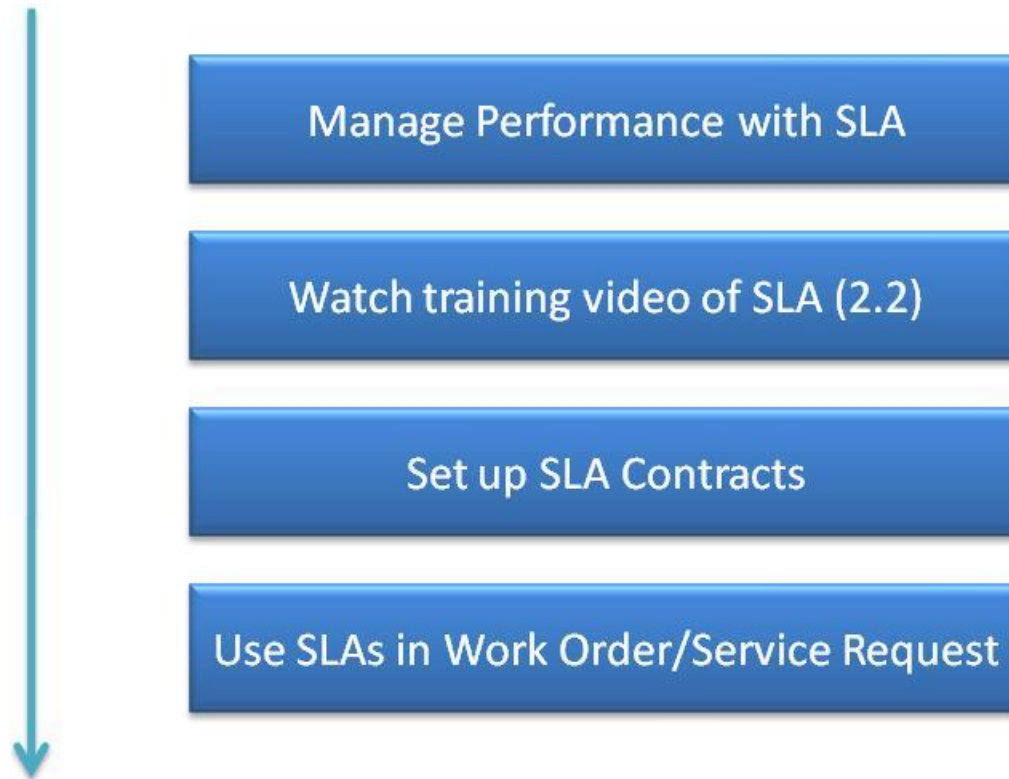 Manage Performance with SLA
Watch training video of SLA (2.2)
Set up SLA Contracts
Use SLAs in Work Order/Service Request